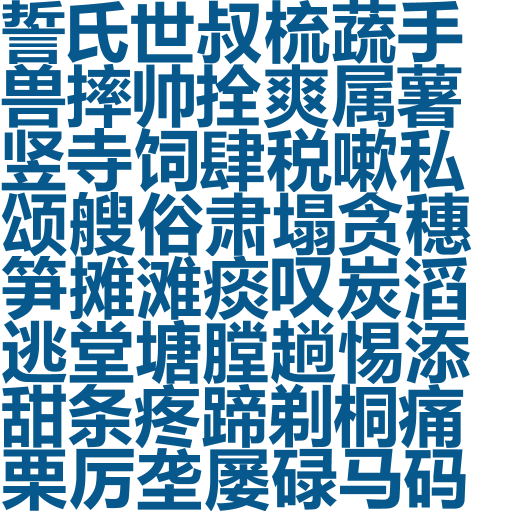 誓氏世叔梳蔬手
兽摔帅拴爽属薯
竖寺饲肆税嗽私
颂艘俗肃塌贪穗
笋摊滩痰叹炭滔
逃堂塘膛趟惕添
甜条疼蹄剃桐痛
栗厉垄屡碌马码